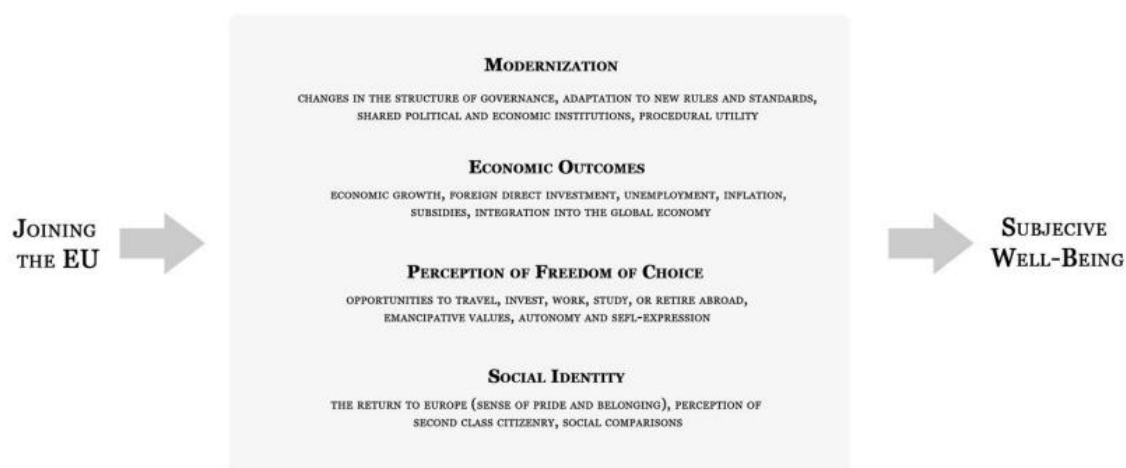 Modernization
changes in the structure of governance, adaptation to new rules and standards,
shared political and economic institutions, procedural utility
Economic Outcomes
economic growth, foreign direct investment, unemployment, inflation,
subsidies, integration into the global economy
Joining
the EU
Perception of Freedom of Choice
opportunities to travel, invest, work, study, or retire abroad,
emancipative values, autonomy and sefl-expression
Social Identity
the return to Europe (sense of pride and belonging), perception of
second class citizenry, social comparisons
Subjecive
Well-Being